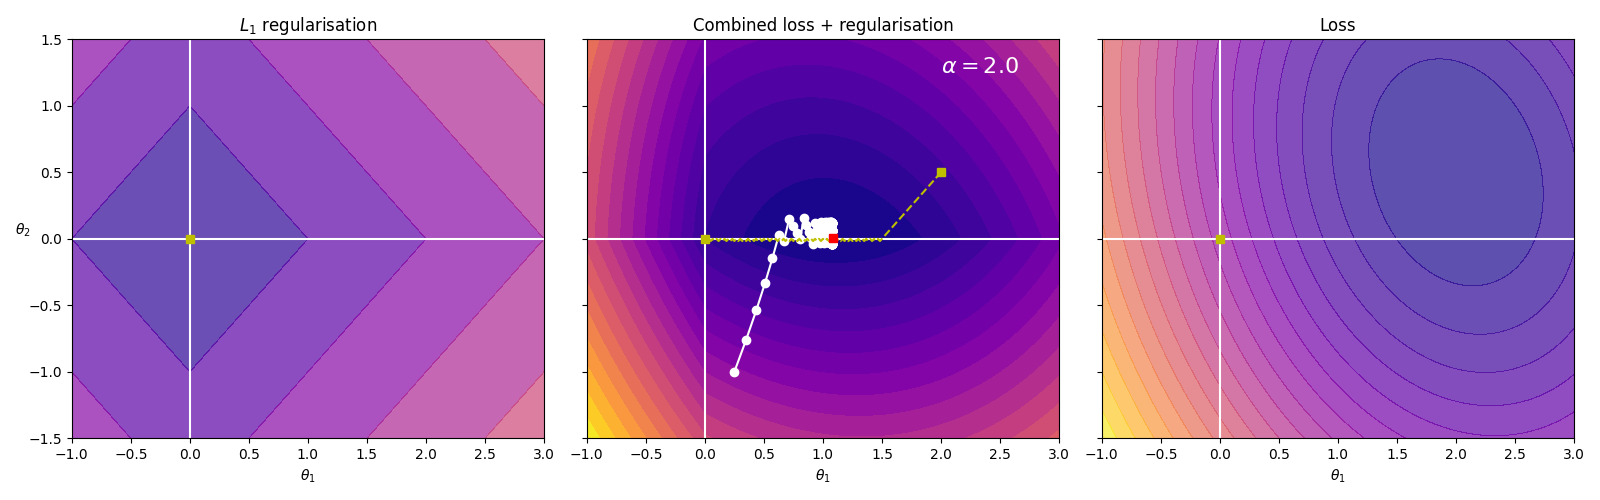 L₁ regularisation
1.5
1.0
0.5
0.0
−0.5
−1.0
−1.5
θ₂
−1.0 −0.5 0.0 0.5 1.0 1.5 2.0 2.5 3.0
θ₁
Combined loss + regularisation
α = 2.0
−1.0 −0.5 0.0 0.5 1.0 1.5 2.0 2.5 3.0
θ₁
Loss
−1.0 −0.5 0.0 0.5 1.0 1.5 2.0 2.5 3.0
θ₁